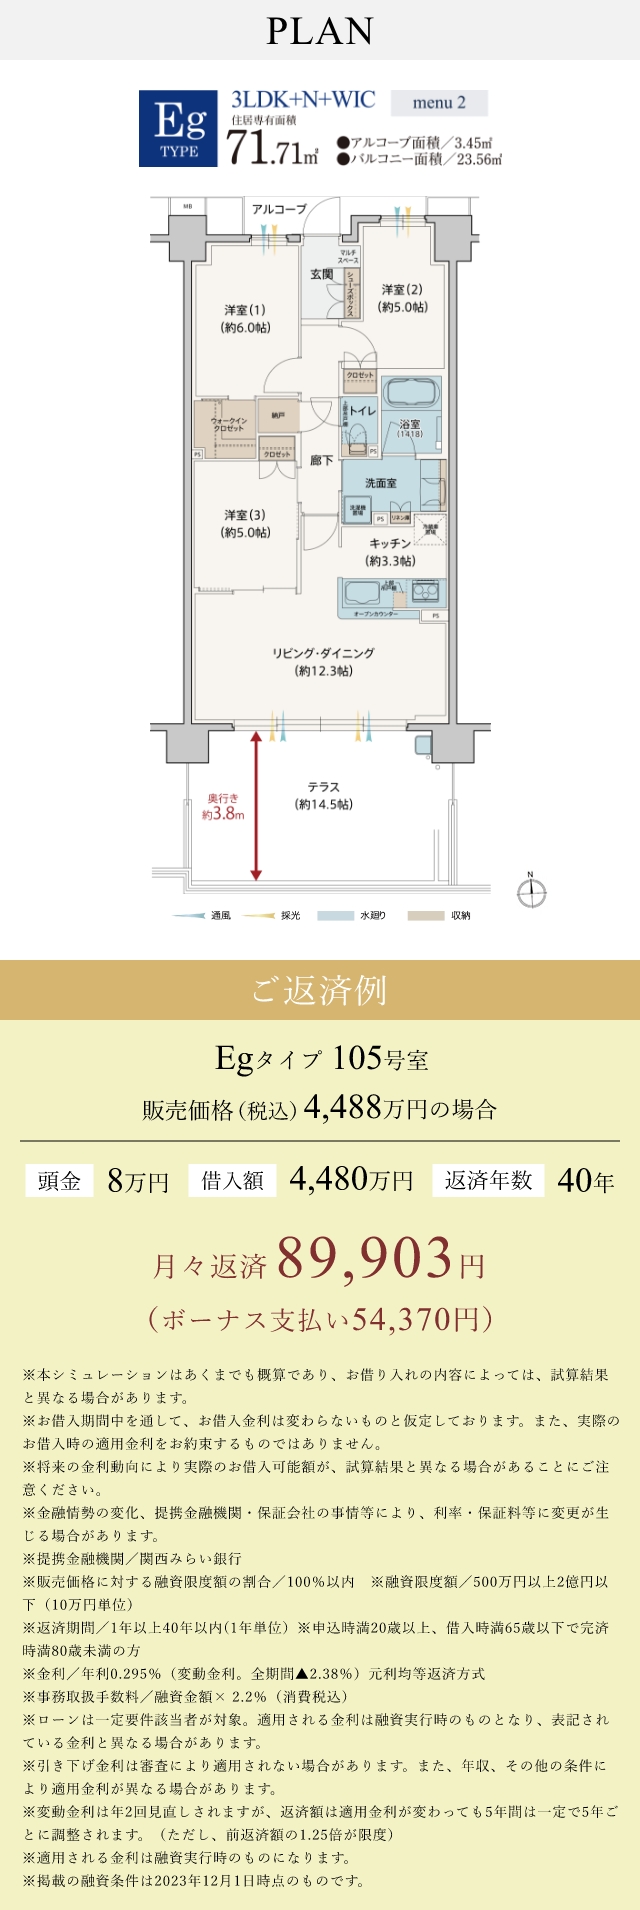 PLAN
Eg
TYPE
3LDK+N+WIC
menu 2
住居専有面積
71.71㎡
●アルコープ面積／3.45㎡
●バルコニー面積／23.56㎡
MB
アルコーブ
マルチ
スペース
玄関
シューズボックス
洋室(1)
(約6.0帖)
洋室(2)
(約5.0帖)
クロゼット
ウォークイン
クロゼット
納戸
上部吊戸棚
トイレ
浴室
(1418)
PS
PS
クロゼット
廊下
洗面室
洗濯機
置場
PS
リネン庫
冷蔵庫
置場
洋室(3)
(約5.0帖)
キッチン
(約3.3帖)
上部
吊戸棚
オープンカウンター
PS
リビング・ダイニング
(約12.3帖)
テラス
(約14.5帖)
奥行き
約3.8m
N
通風
採光
水廻り
収納
ご返済例
Egタイプ 105号室
販売価格（税込）4,488万円の場合
頭金 8万円 借入額 4,480万円 返済年数 40年
月々返済 89,903円
（ボーナス支払い54,370円）
※本シミュレーションはあくまでも概算であり、お借り入れの内容によっては、試算結果
と異なる場合があります。
※お借入期間中を通して、お借入金利は変わらないものと仮定しております。また、実際の
お借入時の適用金利をお約束するものではありません。
※将来の金利動向により実際のお借入可能額が、試算結果と異なる場合があることにご注
意ください。
※金融情勢の変化、提携金融機関・保証会社の事情等により、利率・保証料等に変更が生
じる場合があります。
※提携金融機関／関西みらい銀行
※販売価格に対する融資限度額の割合／100％以内　※融資限度額／500万円以上2億円以
下（10万円単位）
※返済期間／1年以上40年以内(1年単位）※申込時満20歳以上、借入時満65歳以下で完済
時満80歳未満の方
※金利／年利0.295％（変動金利。全期間▲2.38％）元利均等返済方式
※事務取扱手数料／融資金額× 2.2％（消費税込）
※ローンは一定要件該当者が対象。適用される金利は融資実行時のものとなり、表記され
ている金利と異なる場合があります。
※引き下げ金利は審査により適用されない場合があります。また、年収、その他の条件に
より適用金利が異なる場合があります。
※変動金利は年2回見直しされますが、返済額は適用金利が変わっても5年間は一定で5年ご
とに調整されます。（ただし、前返済額の1.25倍が限度）
※適用される金利は融資実行時のものになります。
※掲載の融資条件は2023年12月1日時点のものです。